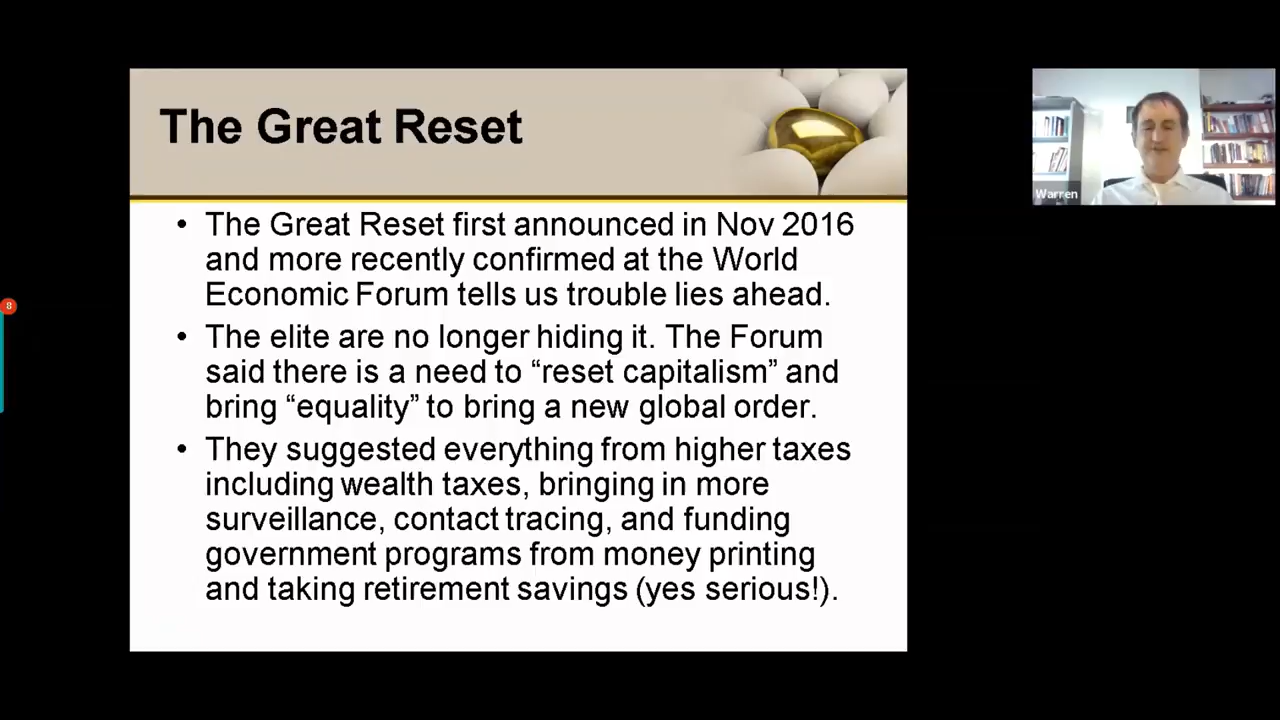 The Great Reset
• The Great Reset first announced in Nov 2016
and more recently confirmed at the World
Economic Forum tells us trouble lies ahead.
• The elite are no longer hiding it. The Forum
said there is a need to “reset capitalism” and
bring “equality” to bring a new global order.
• They suggested everything from higher taxes
including wealth taxes, bringing in more
surveillance, contact tracing, and funding
government programs from money printing
and taking retirement savings (yes serious!).
Warren
8